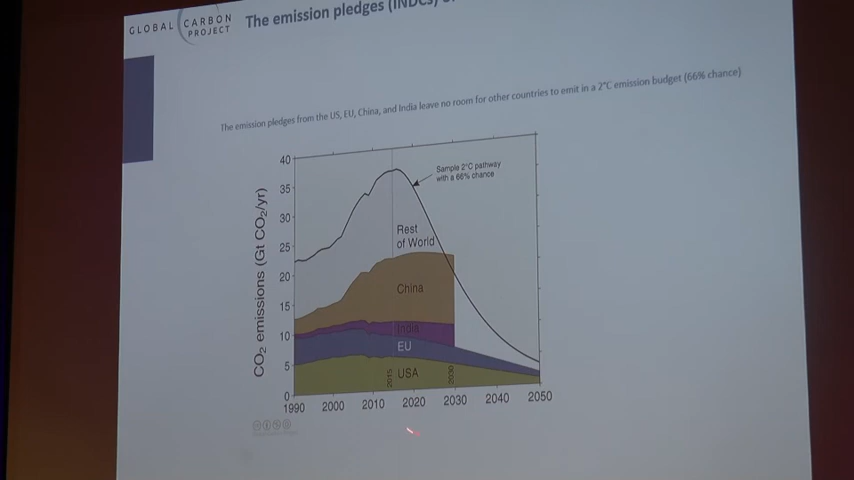 GLOBAL CARBON
PROJECT
The emission pledges (INDCs)
The emission pledges from the US, EU, China, and India leave no room for other countries to emit in a 2°C emission budget (66% chance)
CO2 emissions (Gt CO2/yr)
40
35
30
25
20
15
10
5
0
Sample 2°C pathway
with a 66% chance
Rest
of World
China
India
EU
USA
2015
2030
1990 2000 2010 2020 2030 2040 2050